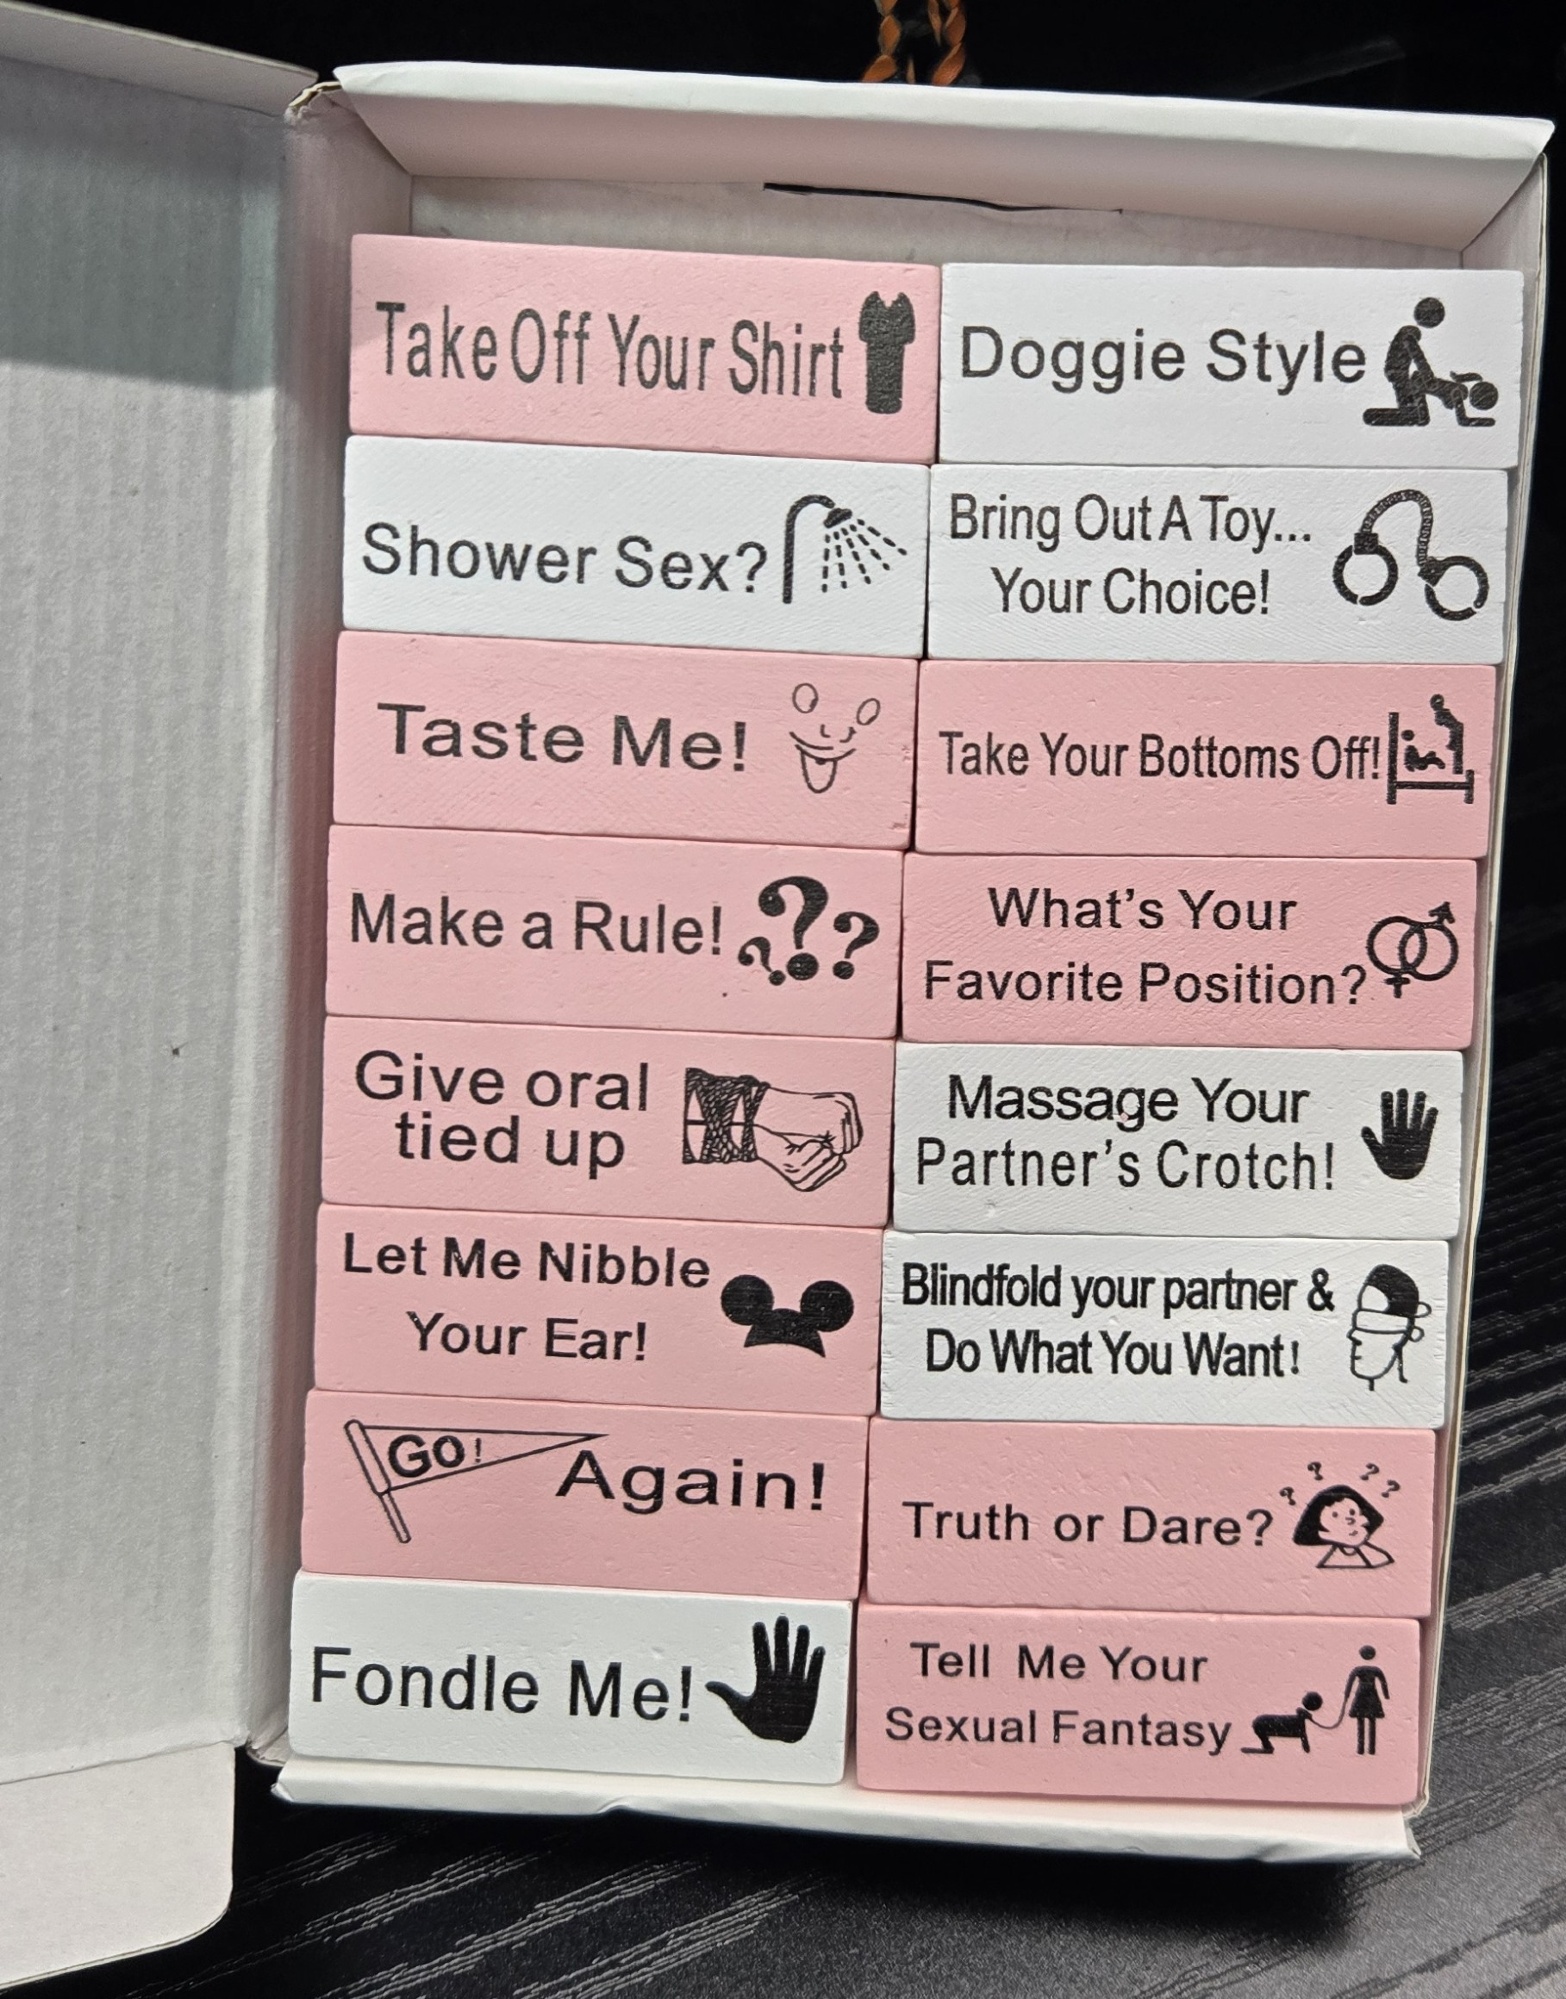 Take Off Your Shirt
Doggie Style
Shower Sex?
Bring Out A Toy...
Your Choice!
Taste Me!
Take Your Bottoms Off!
Make a Rule!
???
What's Your
Favorite Position?
Give oral
tied up
Massage Your
Partner's Crotch!
Let Me Nibble
Your Ear!
Blindfold your partner &
Do What You Want!
GO! Again!
Truth or Dare?
? ? ? ?
Fondle Me!
Tell Me Your
Sexual Fantasy